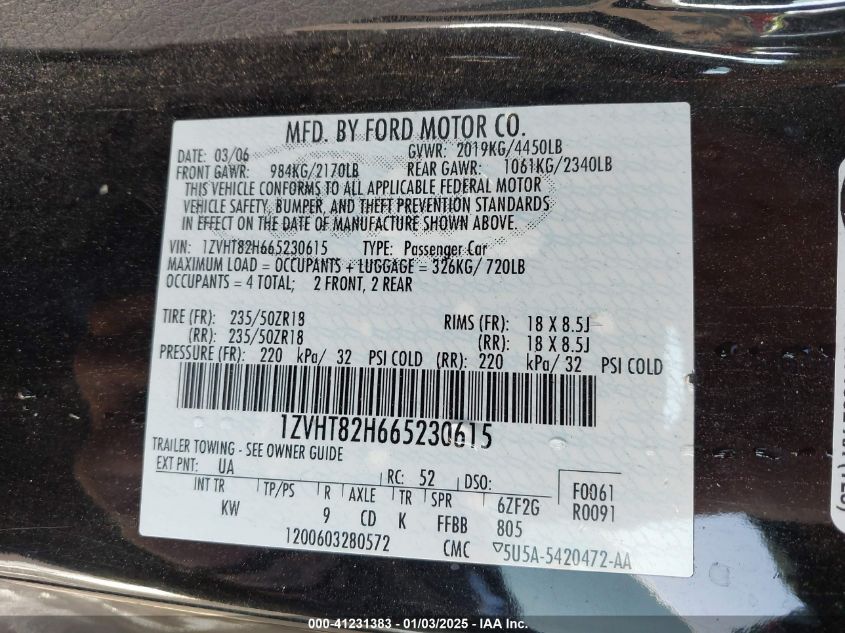 MFD. BY FORD MOTOR CO.
DATE: 03/06 GVWR: 2019KG/4450LB
FRONT GAWR: 984KG/2170LB REAR GAWR: 1061KG/2340LB
THIS VEHICLE CONFORMS TO ALL APPLICABLE FEDERAL MOTOR
VEHICLE SAFETY, BUMPER, AND THEFT PREVENTION STANDARDS
IN EFFECT ON THE DATE OF MANUFACTURE SHOWN ABOVE.
VIN: 1ZVHT82H665230615 TYPE: Passenger Car
MAXIMUM LOAD = OCCUPANTS + LUGGAGE = 326KG/ 720LB
OCCUPANTS = 4 TOTAL; 2 FRONT, 2 REAR
TIRE (FR): 235/50ZR18 RIMS (FR): 18 X 8.5J
(RR): 235/50ZR18 (RR): 18 X 8.5J
PRESSURE (FR): 220 kPa/ 32 PSI COLD (RR): 220 kPa/ 32 PSI COLD
1ZVHT82H665230615
TRAILER TOWING - SEE OWNER GUIDE
EXT PNT: UA RC: 52 DSO: F0061
INT TR TP/PS R AXLE TR SPR 6ZF2G R0091
KW 9 CD K FFBB 805
1200603280572 CMC ▽5U5A-5420472-AA
000-41231383 — 01/03/2025 — IAA Inc.